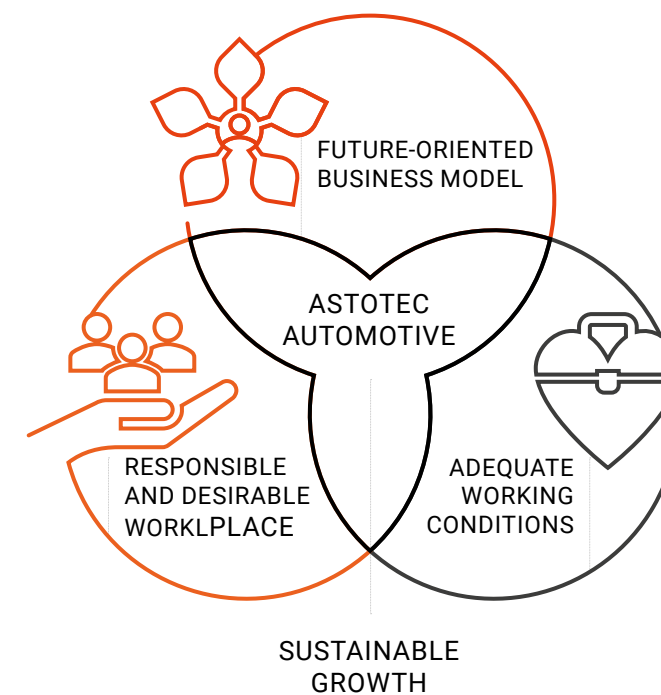 FUTURE-ORIENTED
BUSINESS MODEL
ASTOTEC
AUTOMOTIVE
RESPONSIBLE
AND DESIRABLE
WORKLPLACE
ADEQUATE
WORKING
CONDITIONS
SUSTAINABLE
GROWTH